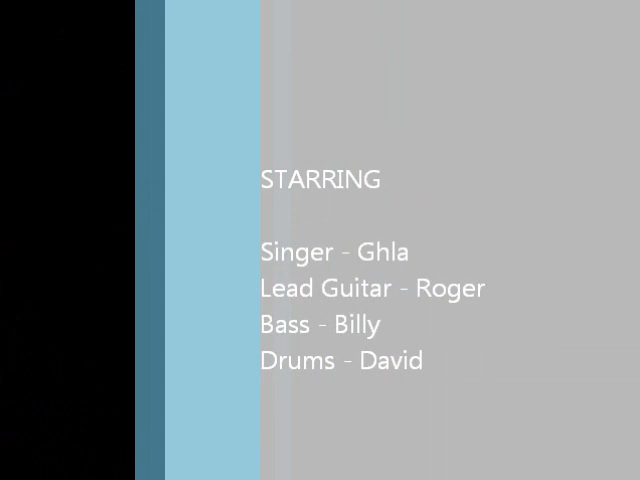 STARRING
Singer - Ghla
Lead Guitar - Roger
Bass - Billy
Drums - David